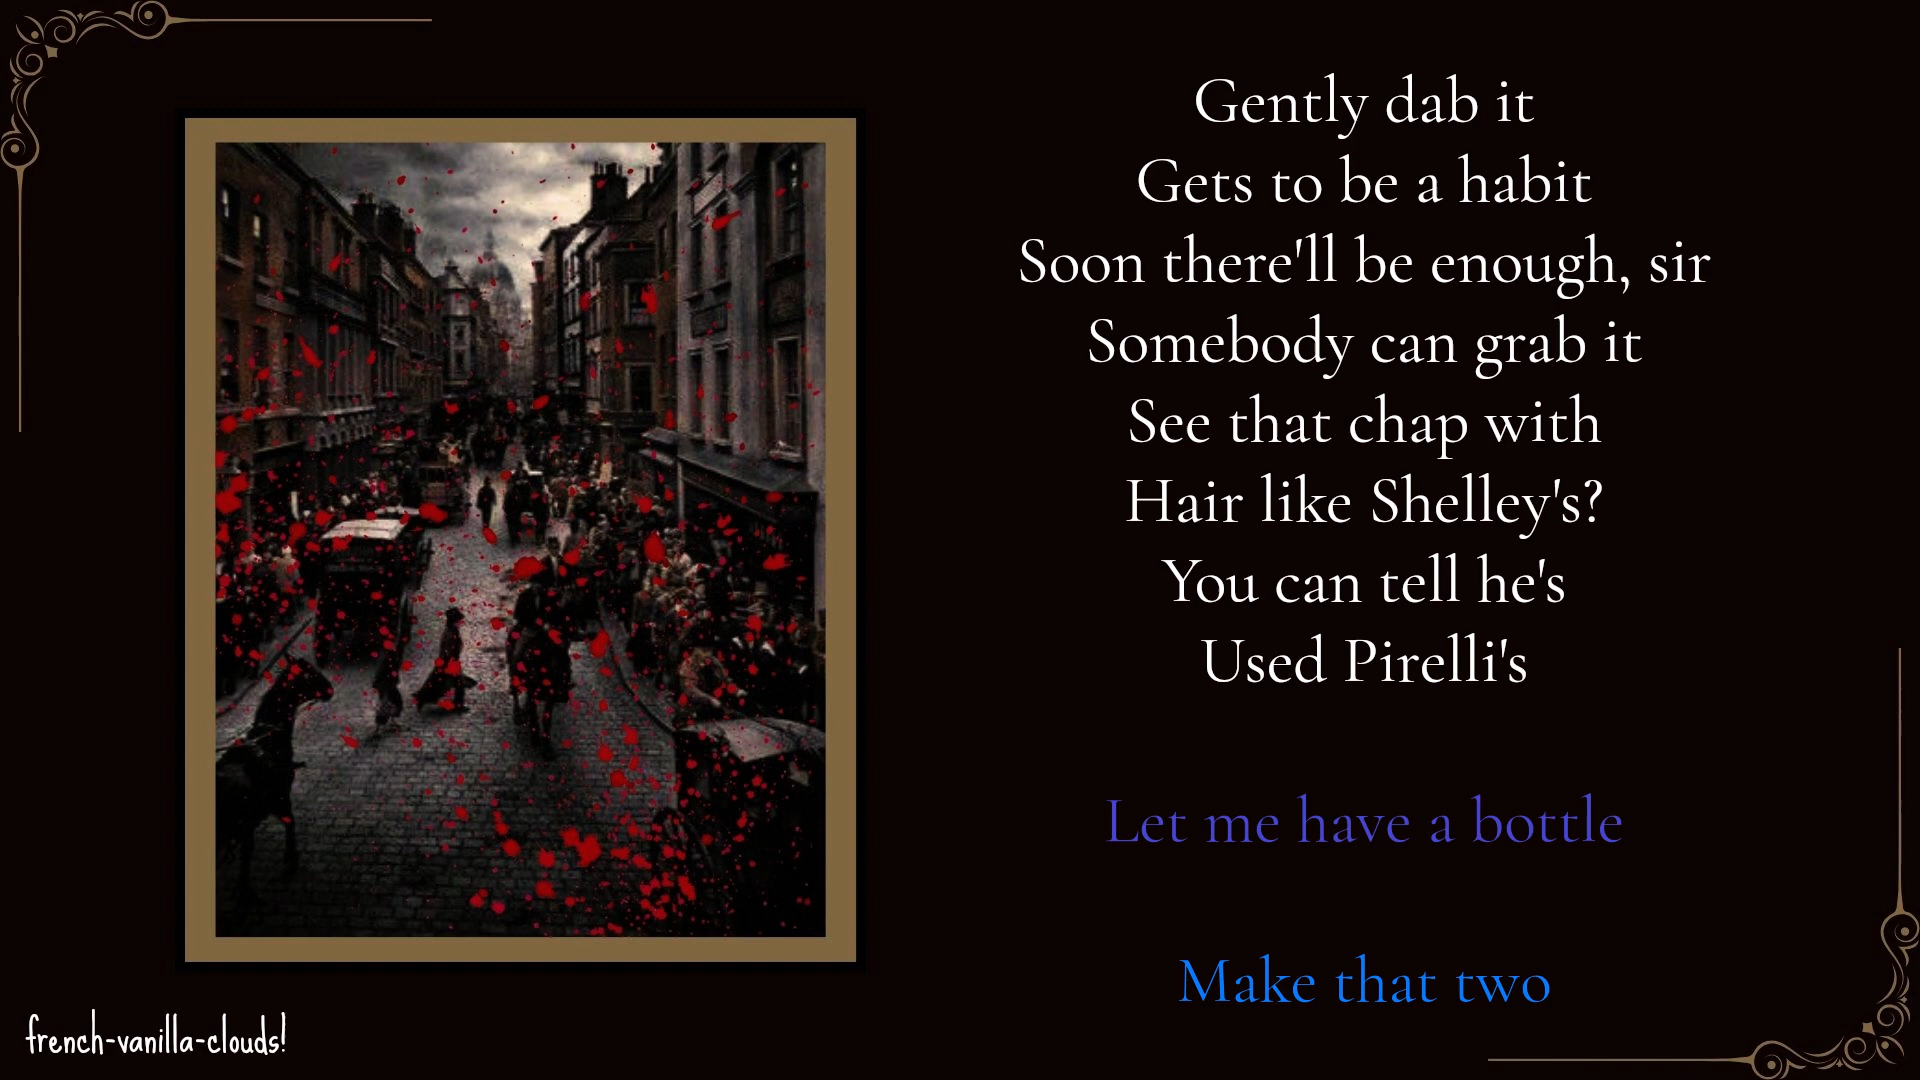 Gently dab it
Gets to be a habit
Soon there'll be enough, sir
Somebody can grab it
See that chap with
Hair like Shelley's?
You can tell he's
Used Pirelli's
Let me have a bottle
Make that two
french-vanilla-clouds!